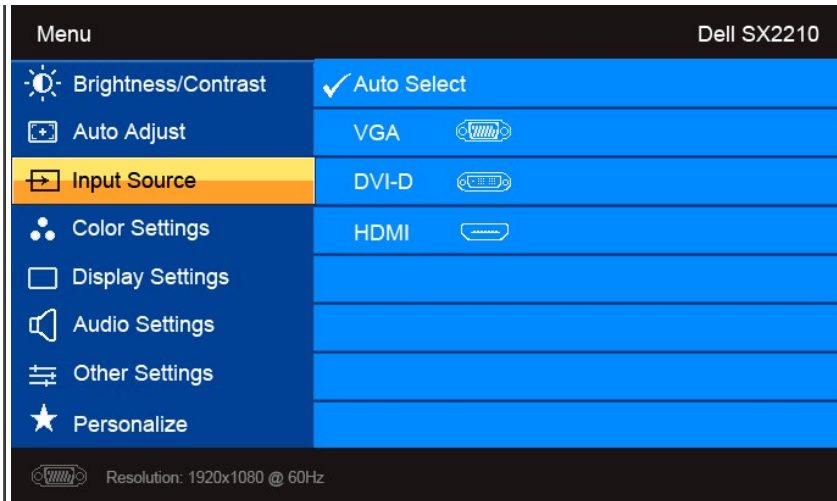 Menu Dell SX2210
Brightness/Contrast Auto Select
Auto Adjust VGA
Input Source DVI-D
Color Settings HDMI
Display Settings
Audio Settings
Other Settings
Personalize
Resolution: 1920x1080 @ 60Hz